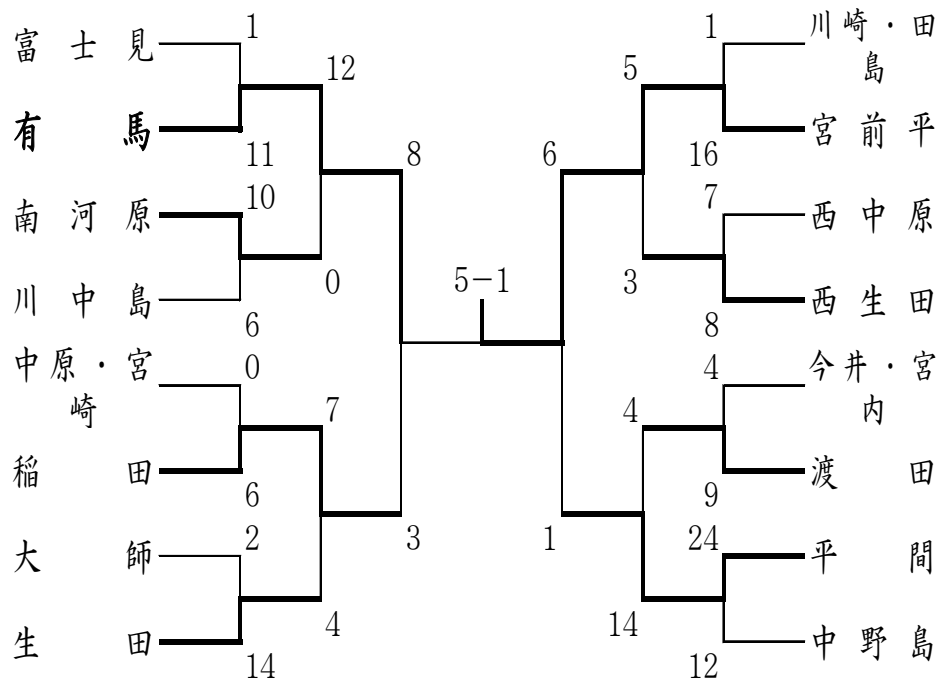 富士見
1
有馬
11
12
南河原
10
川中島
6
0
8
中原・宮
崎
0
稲田
6
7
大師
2
生田
14
4
3
5-1
川崎・田
島
1
宮前平
16
5
西中原
7
西生田
8
3
6
今井・宮
内
4
渡田
9
4
平間
24
中野島
12
14
1